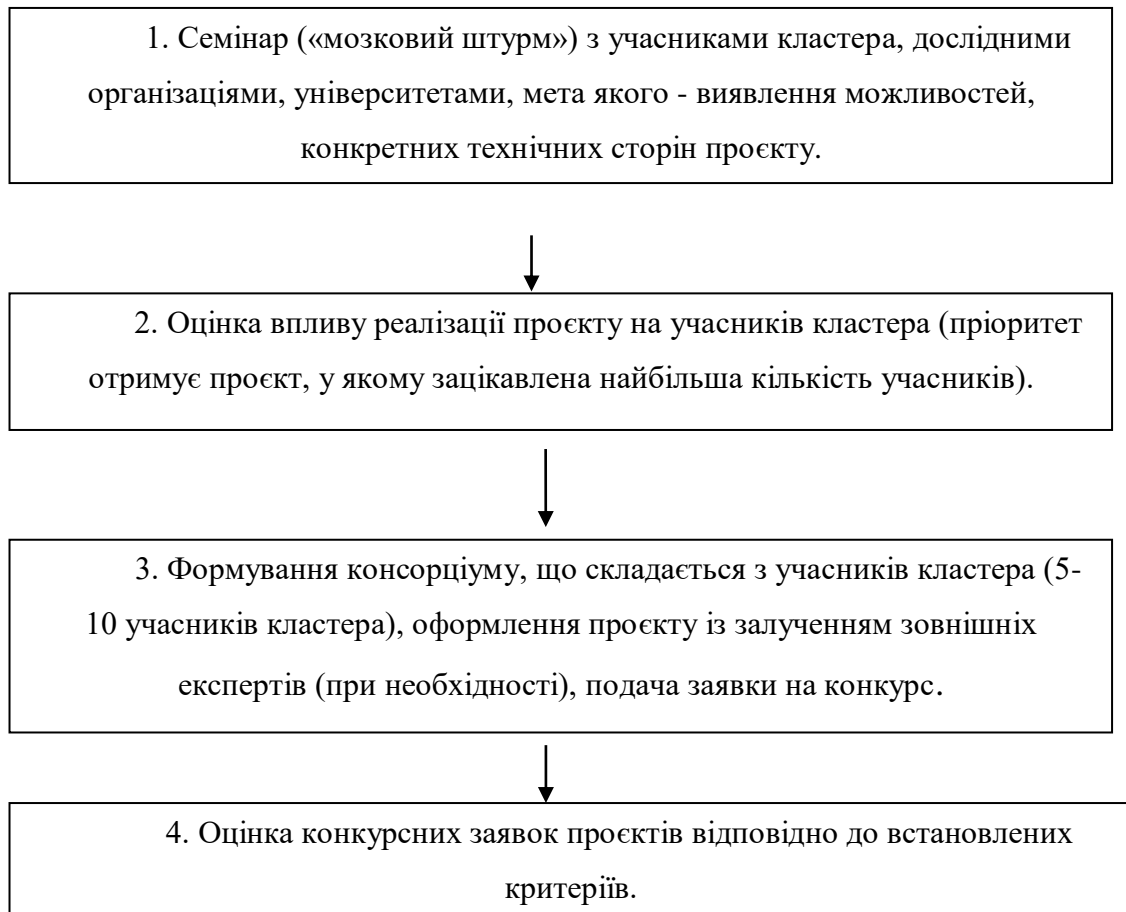 1. Семінар («мозковий штурм») з учасниками кластера, дослідними
організаціями, університетами, мета якого - виявлення можливостей,
конкретних технічних сторін проєкту.
2. Оцінка впливу реалізації проєкту на учасників кластера (пріоритет
отримує проєкт, у якому зацікавлена найбільша кількість учасників).
3. Формування консорціуму, що складається з учасників кластера (5-
10 учасників кластера), оформлення проєкту із залученням зовнішніх
експертів (при необхідності), подача заявки на конкурс.
4. Оцінка конкурсних заявок проєктів відповідно до встановлених
критеріїв.